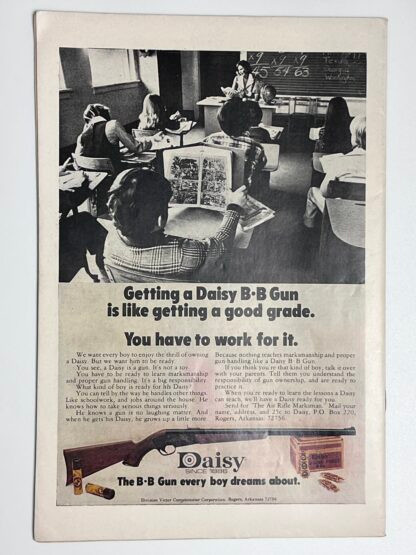 x9 x9 x9
45 54 63
Getting a Daisy B·B Gun
is like getting a good grade.
You have to work for it.
We want every boy to enjoy the thrill of owning
a Daisy. But we want him to be ready.
You see, a Daisy is a gun. It's not a toy.
You have to be ready to learn marksmanship
and proper gun handling. It's a big responsibility.
What kind of boy is ready for his Daisy?
You can tell by the way he handles other things.
Like schoolwork, and jobs around the house. He
knows how to take serious things seriously.
He knows a gun is no laughing matter. And
when he gets his Daisy, he grows up a little more.
Because nothing teaches marksmanship and proper
gun handling like a Daisy B·B Gun.
If you think you're that kind of boy, talk it over
with your parents. Tell them you understand the
responsibility of gun ownership, and are ready to
practice it.
When you're ready to learn the lessons a Daisy
can teach, we'll have a Daisy ready for you.
Send for "The Air Rifle Marksman." Mail your
name, address, and 25¢ to Daisy, P.O. Box 220,
Rogers, Arkansas 72756.
Daisy
SINCE 1886
The B·B Gun every boy dreams about.
Division Victor Comptometer Corporation, Rogers, Arkansas 72756